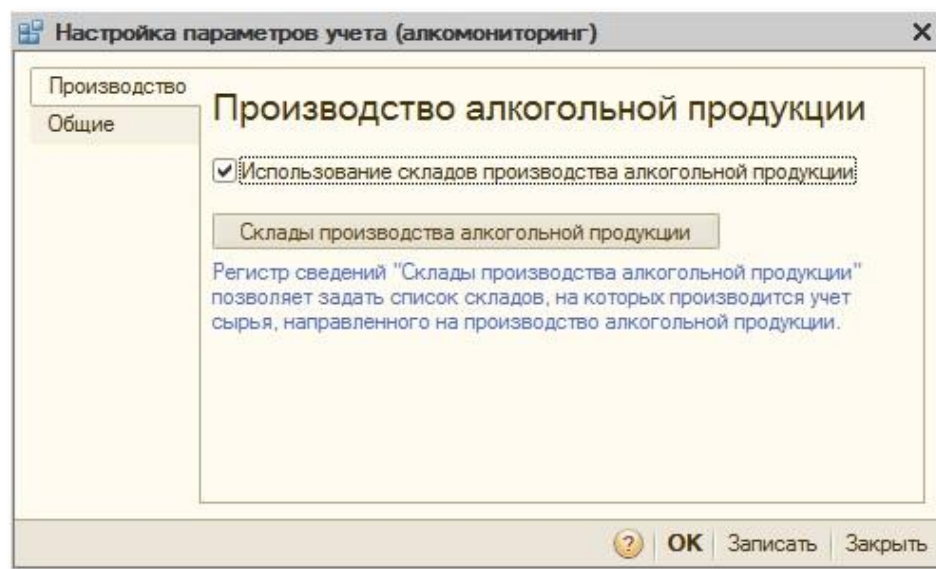 Настройка параметров учета (алкомониторинг)
Производство
Общие
Производство алкогольной продукции
Использование складов производства алкогольной продукции
Склады производства алкогольной продукции
Регистр сведений "Склады производства алкогольной продукции"
позволяет задать список складов, на которых производится учет
сырья, направленного на производство алкогольной продукции.
? OK Записать Закрыть